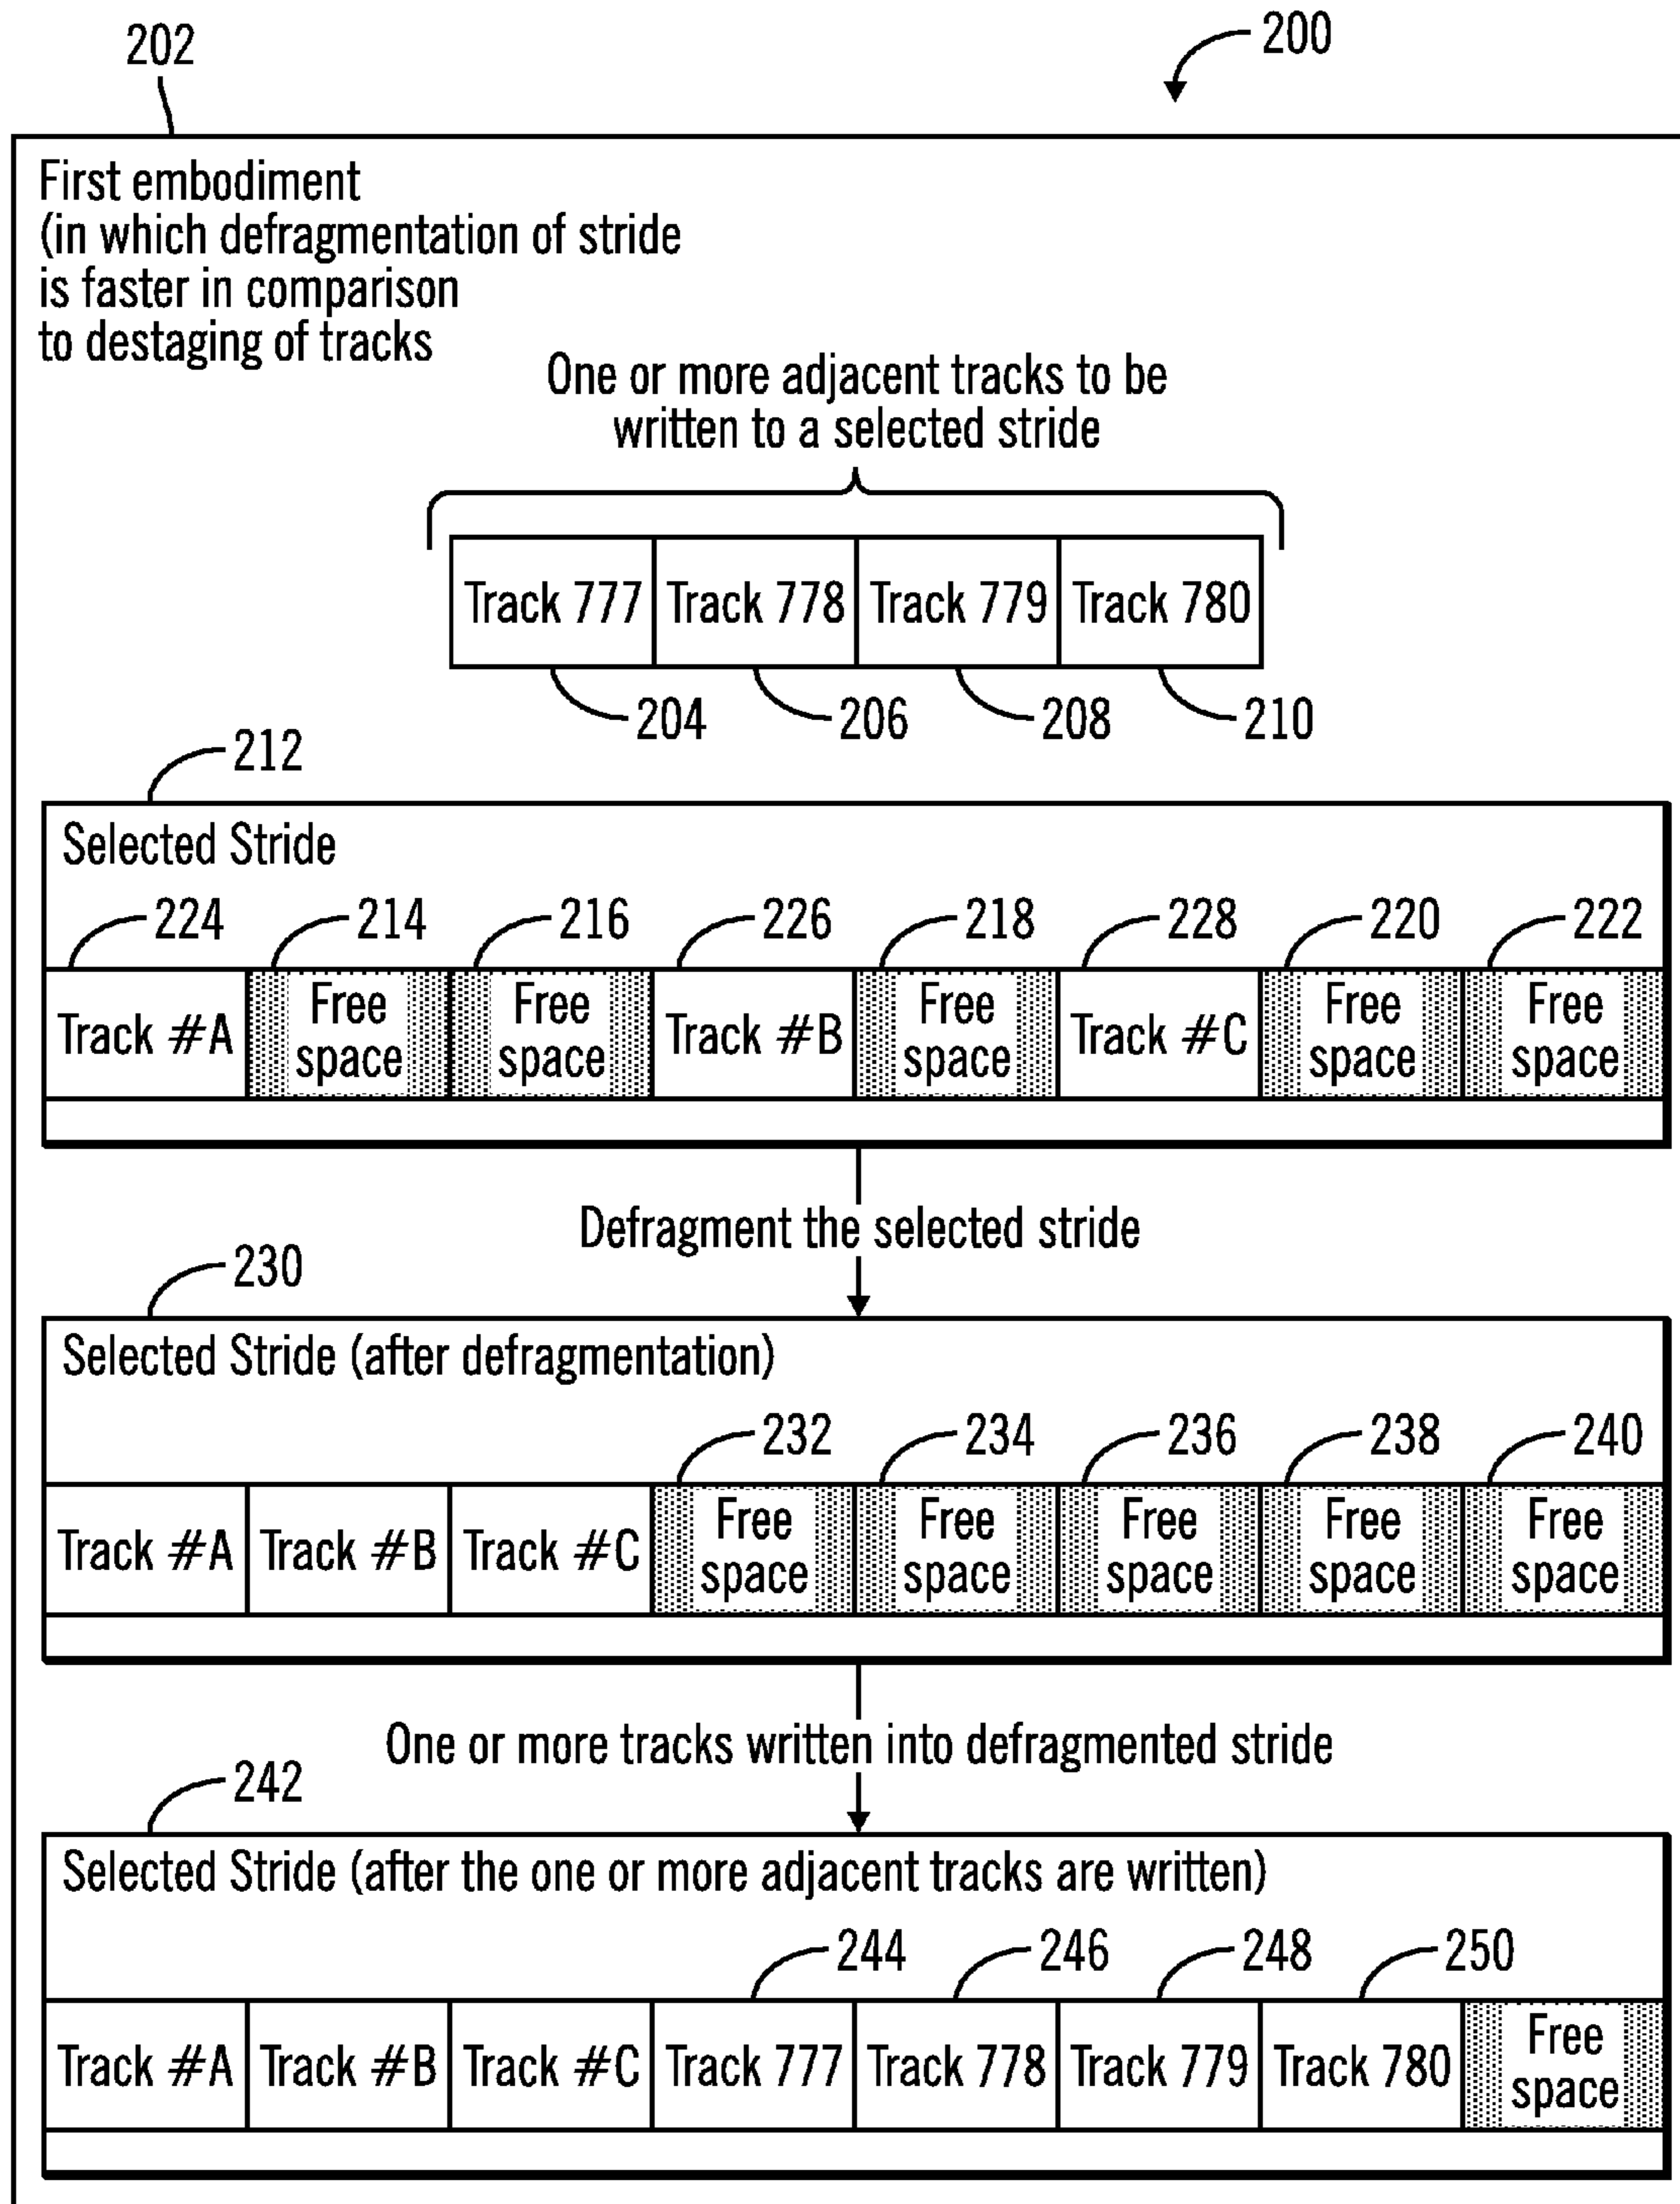 202
200
First embodiment
(in which defragmentation of stride
is faster in comparison
to destaging of tracks
One or more adjacent tracks to be
written to a selected stride
Track 777 Track 778 Track 779 Track 780
204 206 208 210
212
Selected Stride
224 214 216 226 218 228 220 222
Track #A Free space Free space Track #B Free space Track #C Free space Free space
Defragment the selected stride
230
Selected Stride (after defragmentation)
232 234 236 238 240
Track #A Track #B Track #C Free space Free space Free space Free space Free space
One or more tracks written into defragmented stride
242
Selected Stride (after the one or more adjacent tracks are written)
244 246 248 250
Track #A Track #B Track #C Track 777 Track 778 Track 779 Track 780 Free space